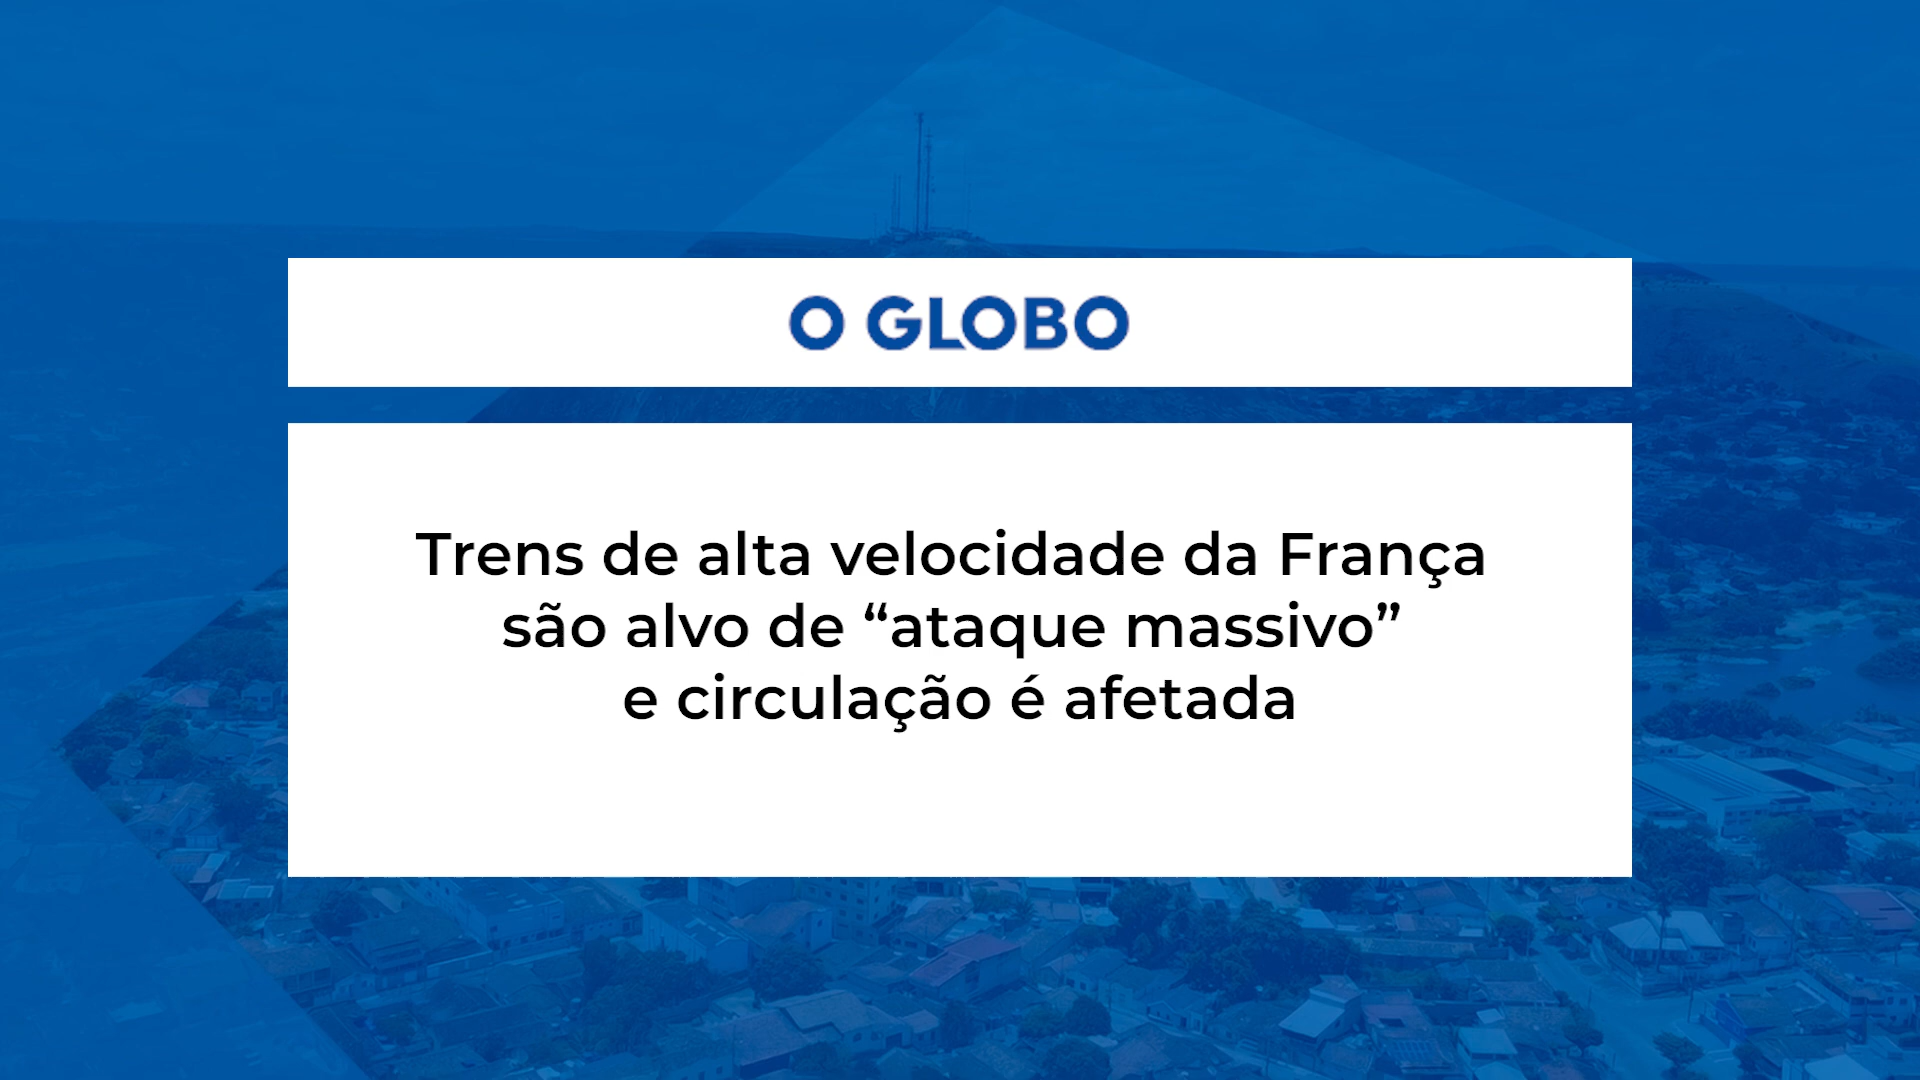 O GLOBO
Trens de alta velocidade da França
são alvo de “ataque massivo”
e circulação é afetada